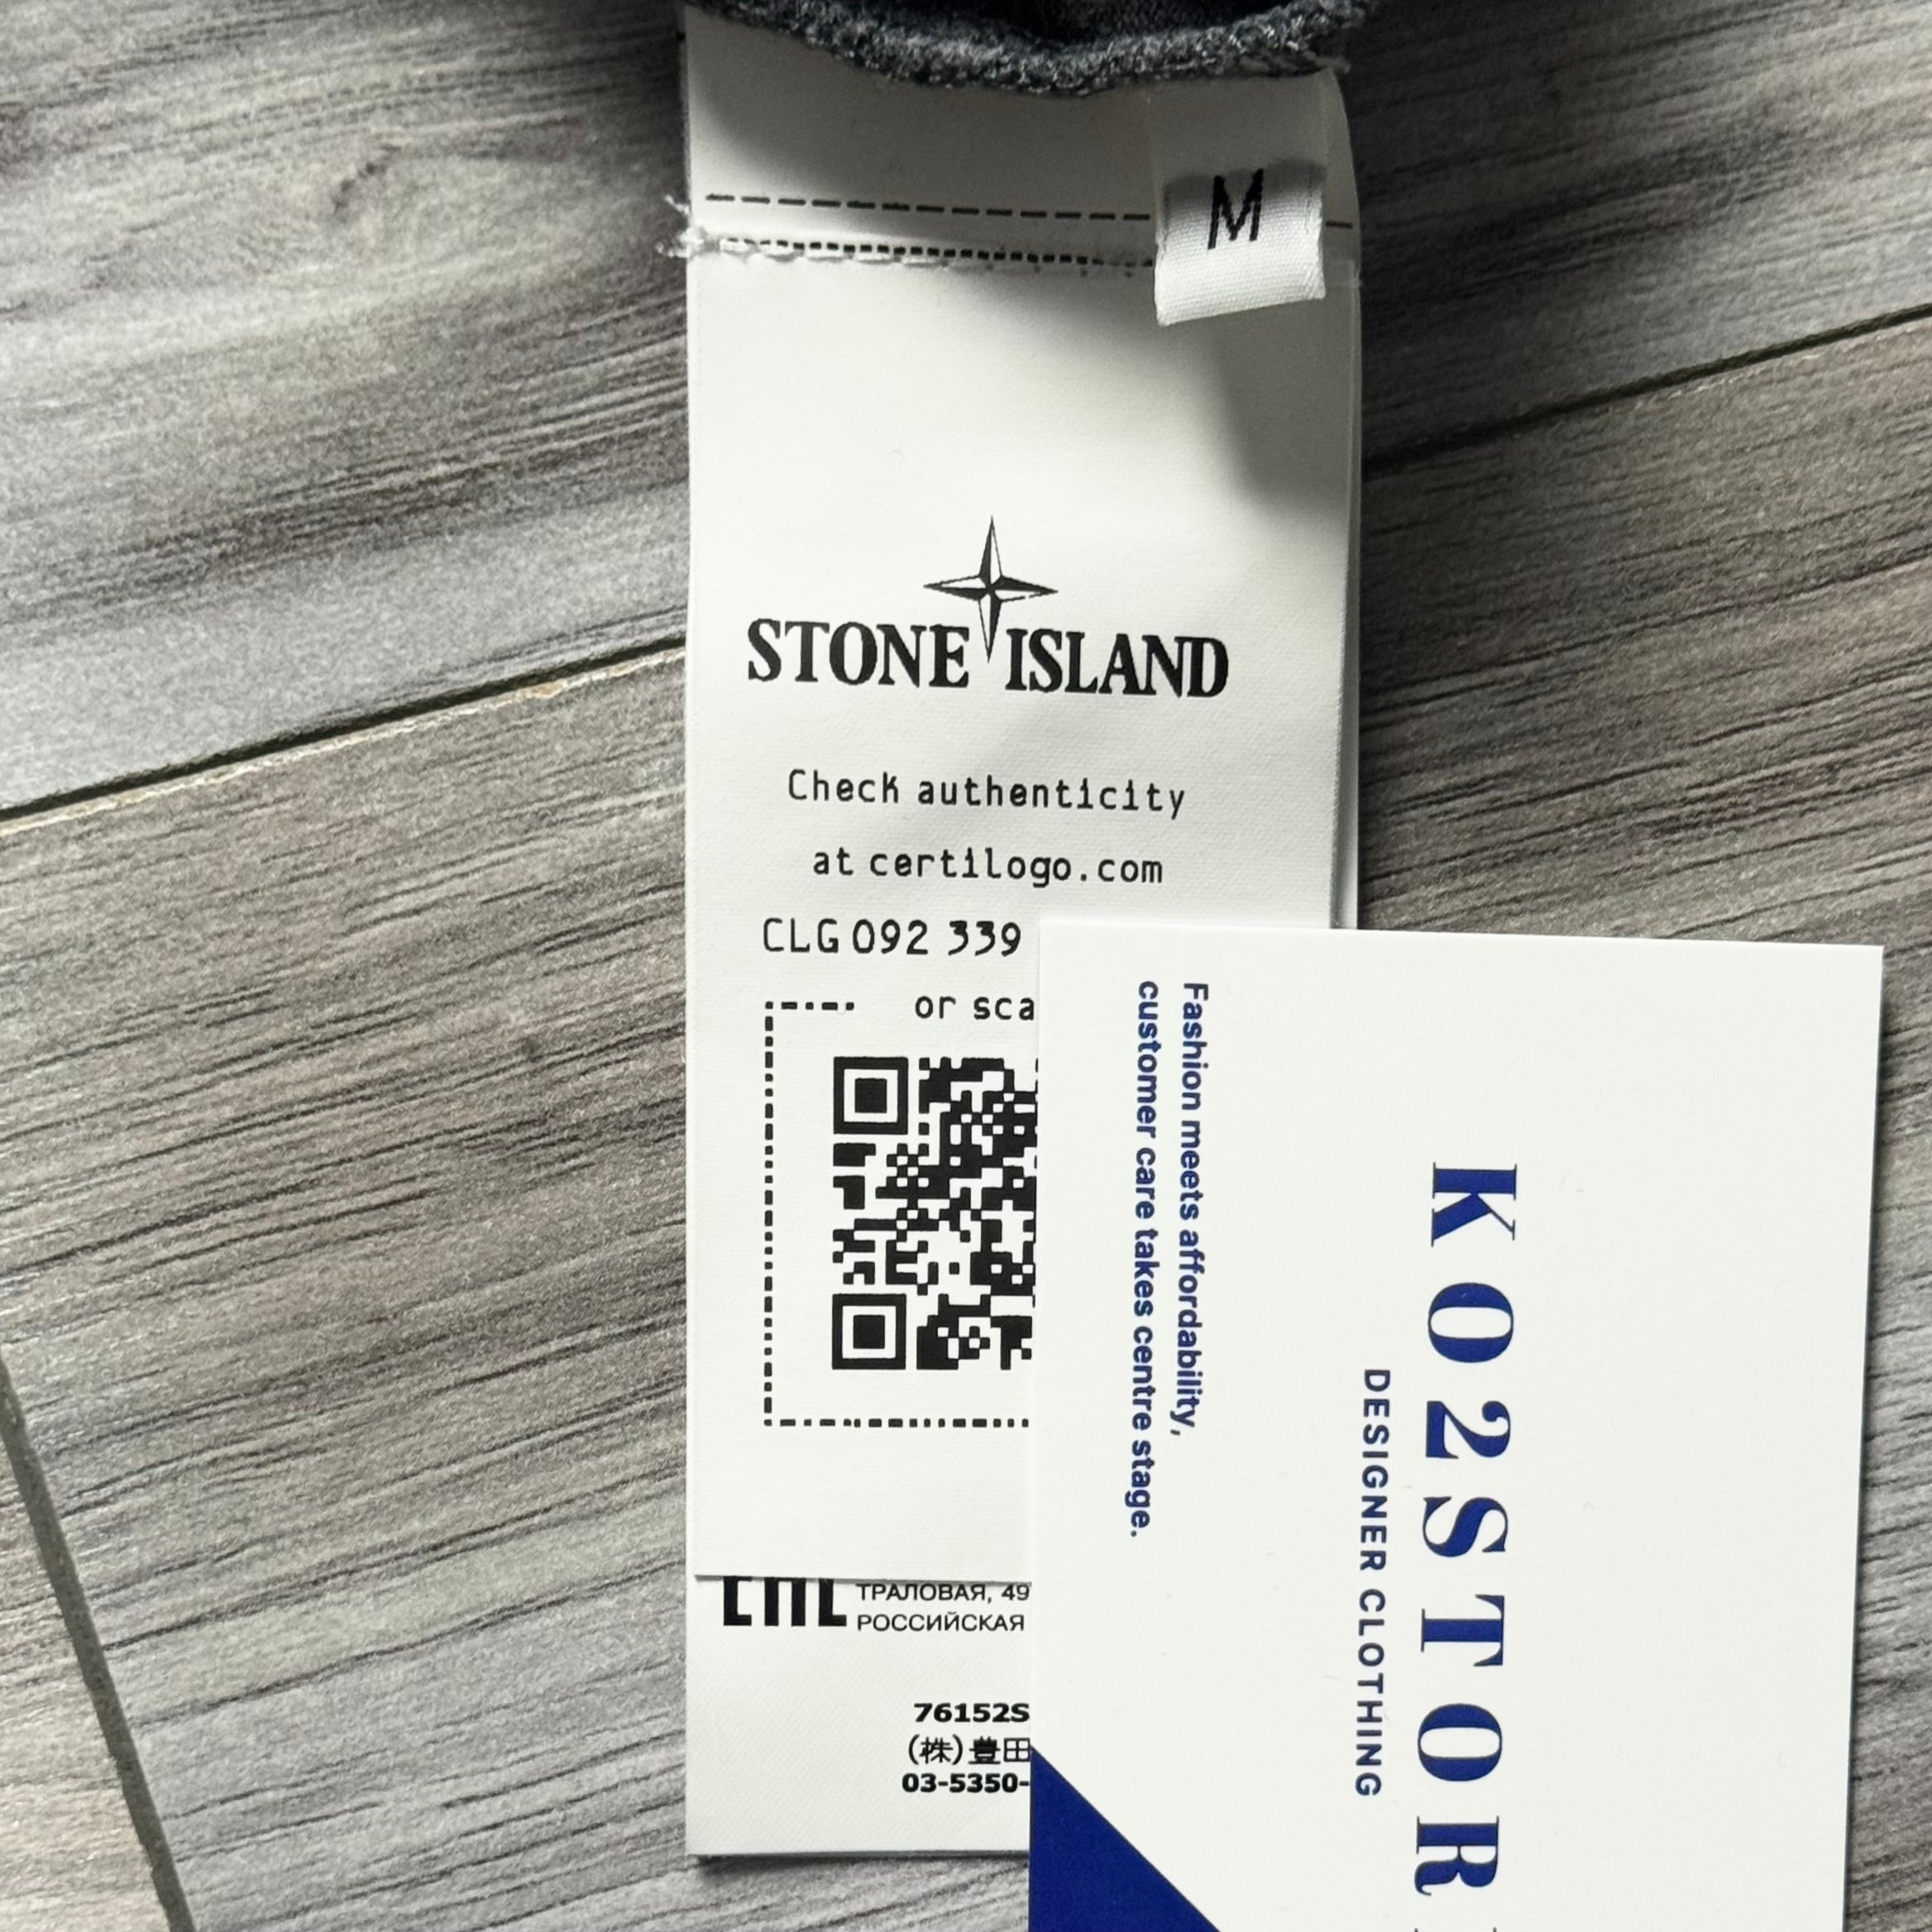 M
STONE ISLAND
Check authenticity
at certilogo.com
CLG 092 339
or sca
ТРАЛОВАЯ, 49
РОССИЙСКАЯ
76152S
(株)豊田
03-5350-
Fashion meets affordability,
customer care takes centre stage.
KO2STOR
DESIGNER CLOTHING